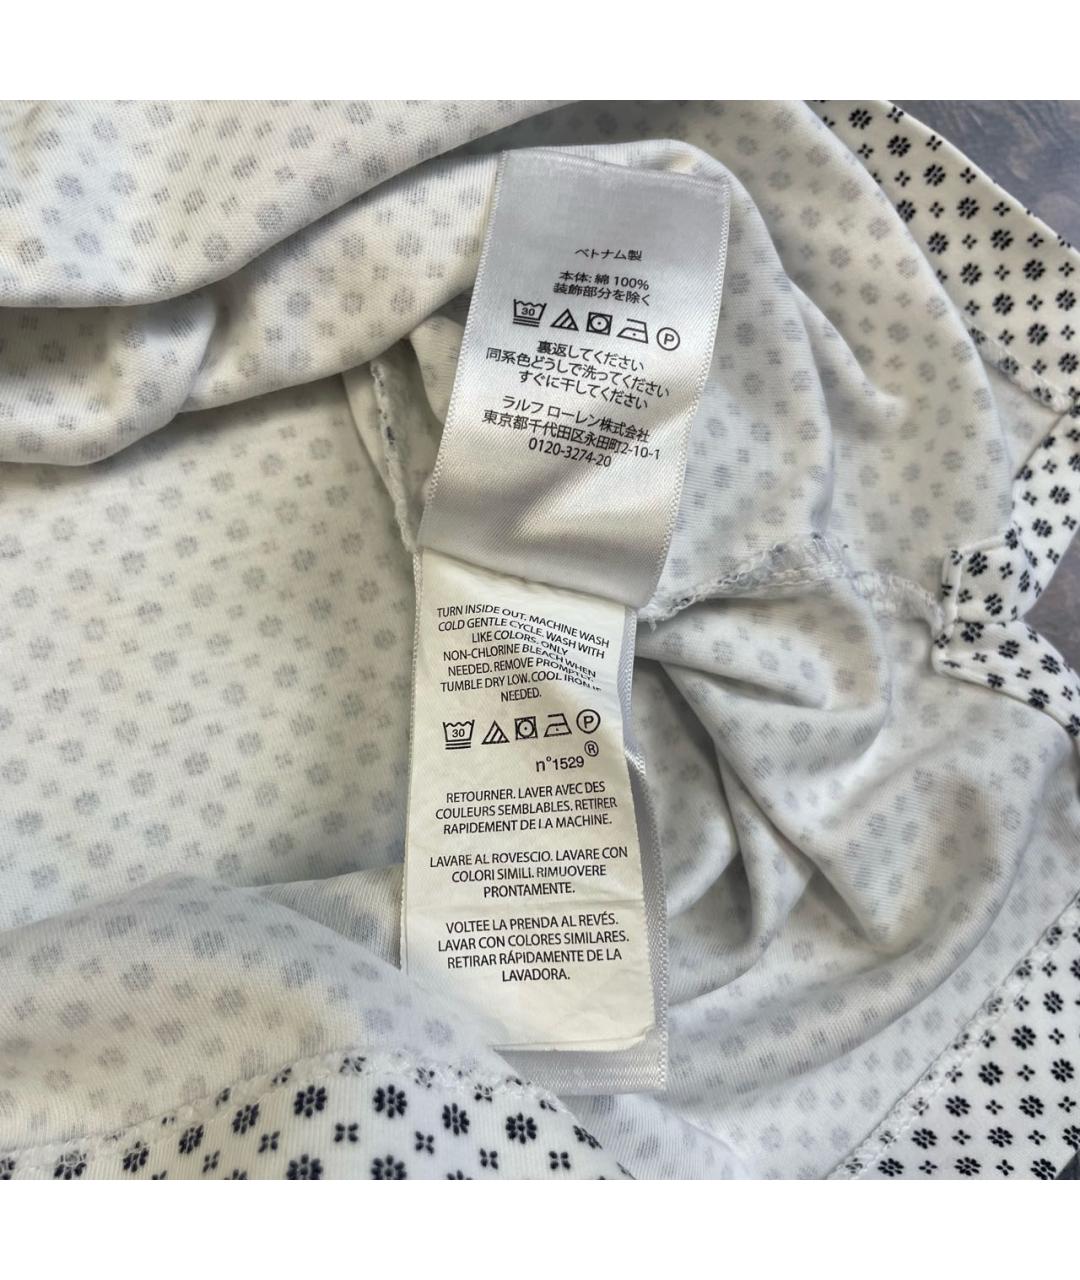 ベトナム製
本体: 綿 100%
装飾部分を除く
30 P
裏返してください
同系色どうしで洗ってください
すぐに干してください
ラルフ ローレン株式会社
東京都千代田区永田町2-10-1
0120-3274-20
TURN INSIDE OUT. MACHINE WASH
COLD GENTLE CYCLE. WASH WITH
LIKE COLORS. ONLY
NON-CHLORINE BLEACH WHEN
NEEDED. REMOVE PROMPTLY.
TUMBLE DRY LOW. COOL IRON IF
NEEDED.
30 P
n°1529 ®
RETOURNER. LAVER AVEC DES
COULEURS SEMBLABLES. RETIRER
RAPIDEMENT DE LA MACHINE.
LAVARE AL ROVESCIO. LAVARE CON
COLORI SIMILI. RIMUOVERE
PRONTAMENTE.
VOLTEE LA PRENDA AL REVÉS.
LAVAR CON COLORES SIMILARES.
RETIRAR RÁPIDAMENTE DE LA
LAVADORA.